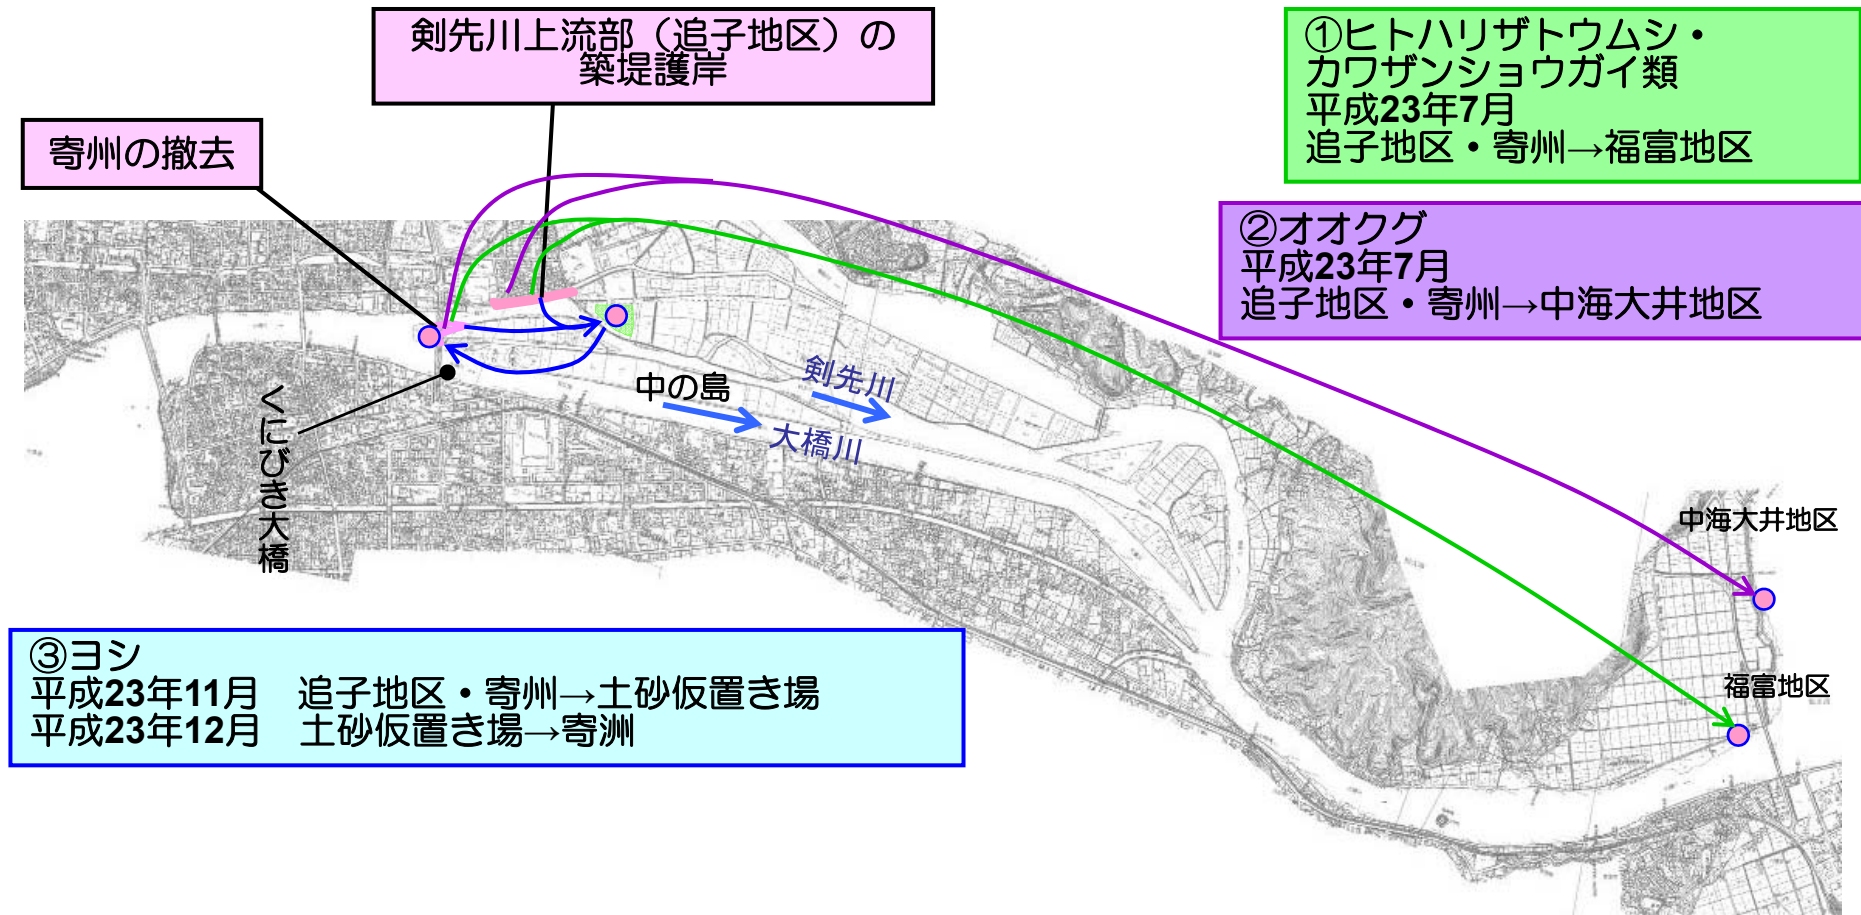 剣先川上流部（追子地区）の
築堤護岸
寄州の撤去
①ヒトハリザトウムシ・
カワザンショウガイ類
平成23年7月
追子地区・寄州→福富地区
②オオクグ
平成23年7月
追子地区・寄州→中海大井地区
中の島
剣先川
大橋川
くにびき大橋
中海大井地区
福富地区
③ヨシ
平成23年11月　追子地区・寄州→土砂仮置き場
平成23年12月　土砂仮置き場→寄洲